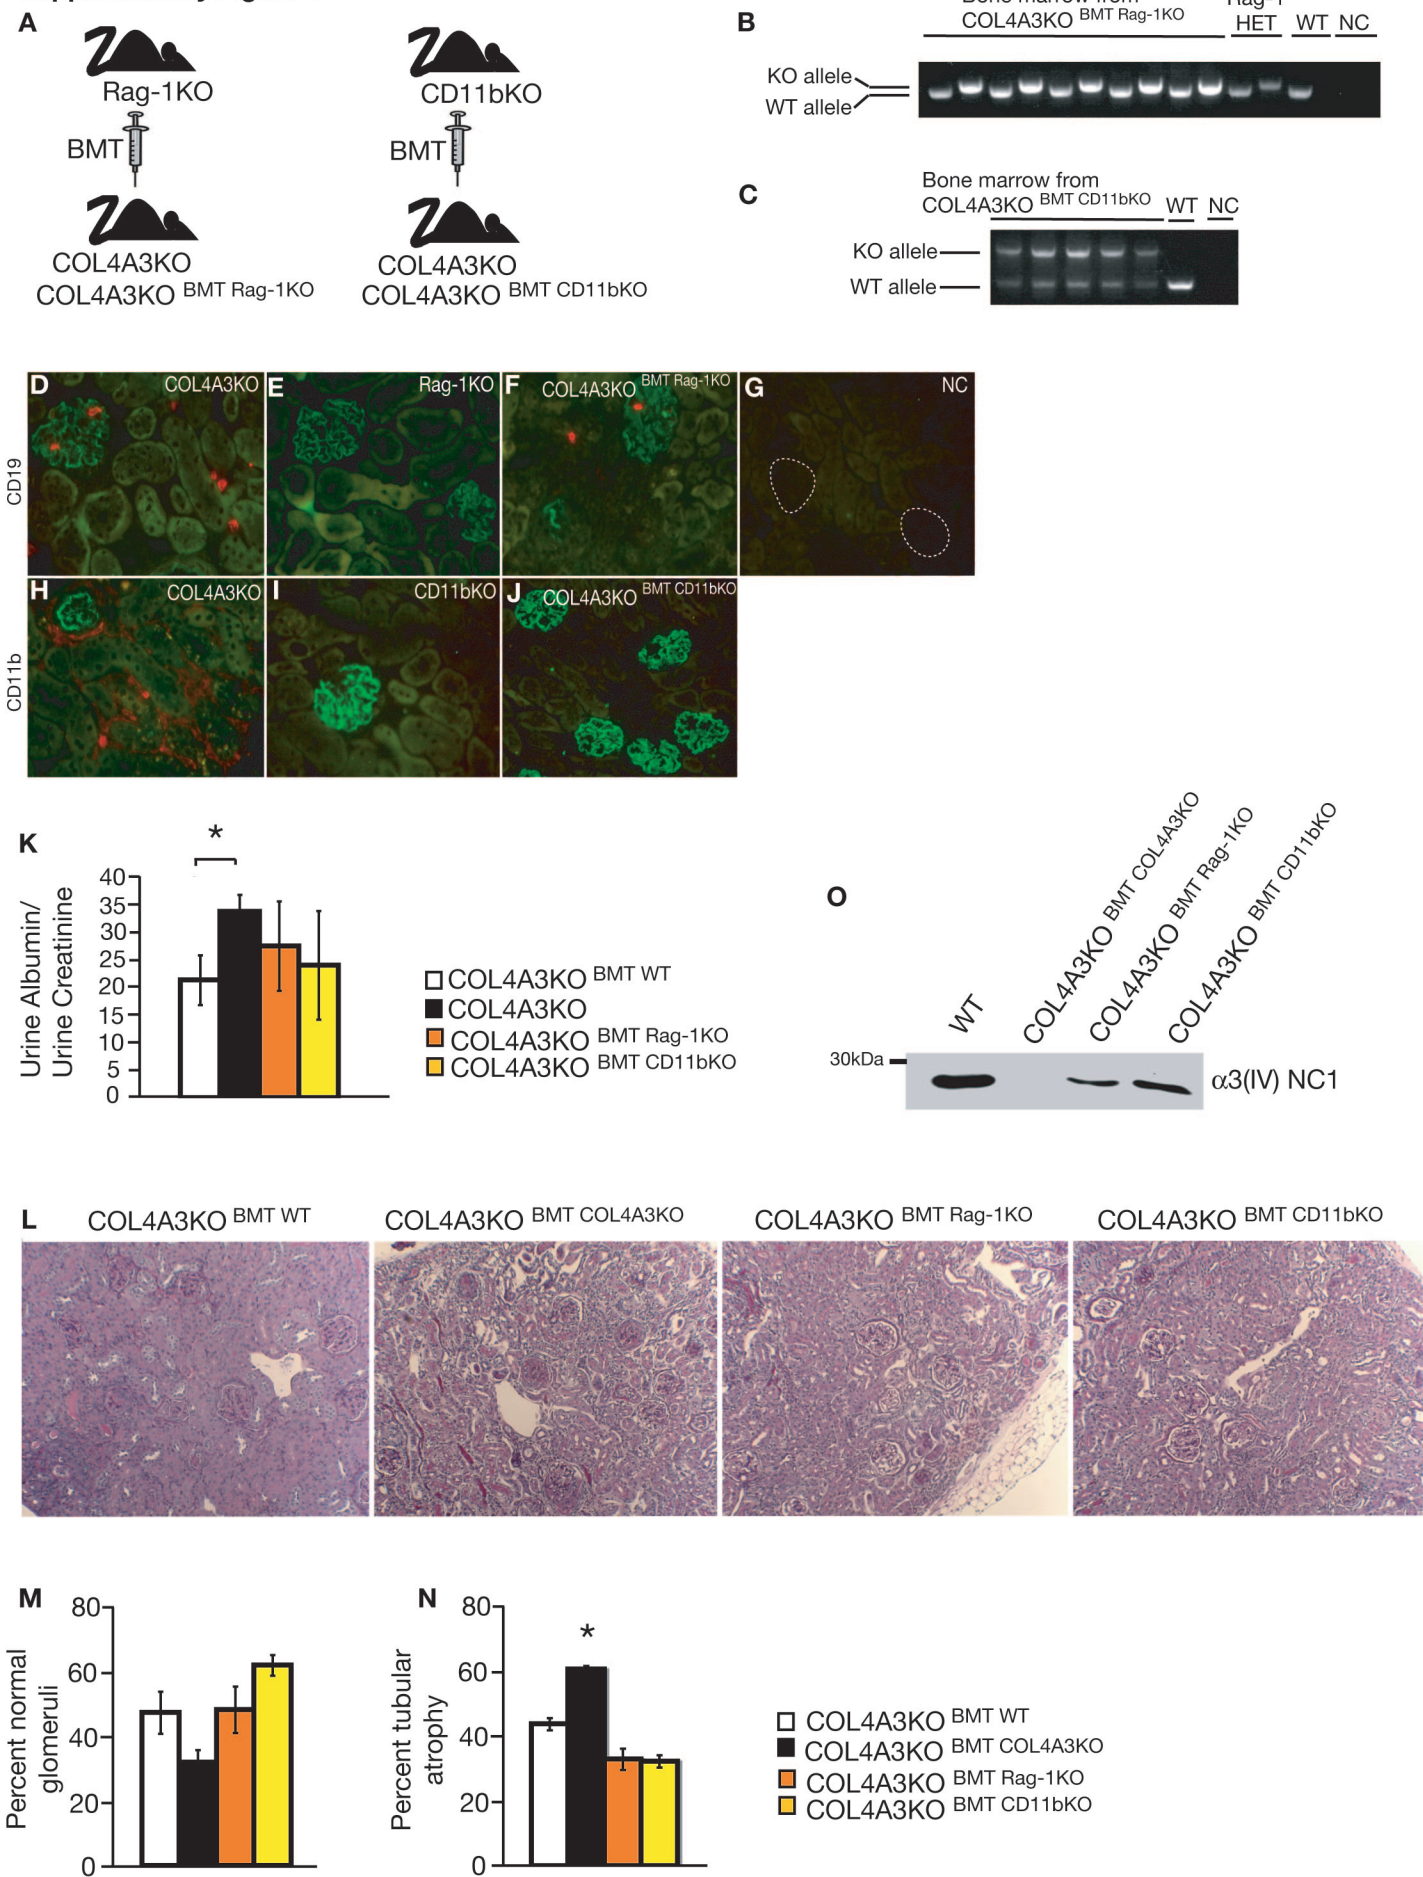 A
Rag-1KO
BMT
COL4A3KO
COL4A3KO BMT Rag-1KO
CD11bKO
BMT
COL4A3KO
COL4A3KO BMT CD11bKO
B
Bone marrow from
COL4A3KO BMT Rag-1KO
Rag-1
HET
WT
NC
KO allele
WT allele
C
Bone marrow from
COL4A3KO BMT CD11bKO
WT
NC
KO allele
WT allele
CD19
D
COL4A3KO
E
Rag-1KO
F
COL4A3KO BMT Rag-1KO
G
NC
CD11b
H
COL4A3KO
I
CD11bKO
J
COL4A3KO BMT CD11bKO
K
*
Urine Albumin/
Urine Creatinine
40
35
30
25
20
15
10
5
0
COL4A3KO BMT WT
COL4A3KO
COL4A3KO BMT Rag-1KO
COL4A3KO BMT CD11bKO
O
WT
COL4A3KO BMT COL4A3KO
COL4A3KO BMT Rag-1KO
COL4A3KO BMT CD11bKO
30kDa
α3(IV) NC1
L
COL4A3KO BMT WT
COL4A3KO BMT COL4A3KO
COL4A3KO BMT Rag-1KO
COL4A3KO BMT CD11bKO
M
Percent normal
glomeruli
80
60
40
20
0
N
Percent tubular
atrophy
80
60
40
20
0
*
COL4A3KO BMT WT
COL4A3KO BMT COL4A3KO
COL4A3KO BMT Rag-1KO
COL4A3KO BMT CD11bKO